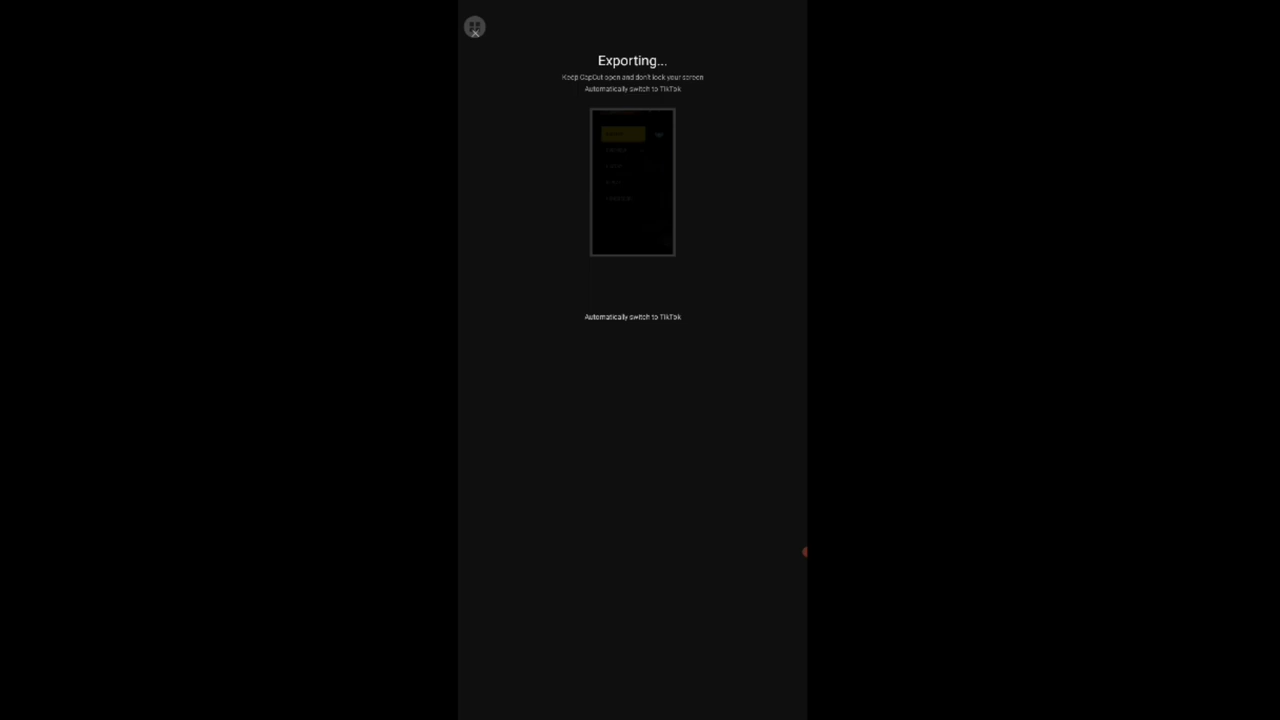 Exporting...
Keep CapCut open and don't lock your screen
Automatically switch to TikTok
Automatically switch to TikTok